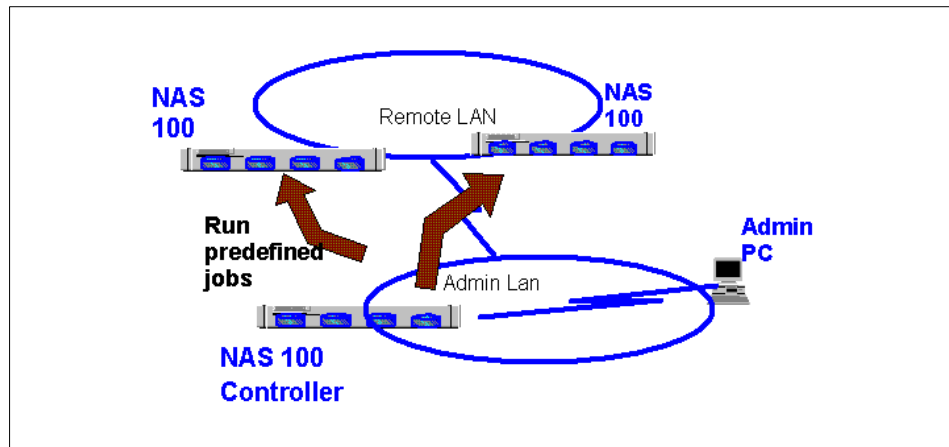 NAS
100
Remote LAN
NAS
100
Run
predefined
jobs
Admin
PC
Admin Lan
NAS 100
Controller